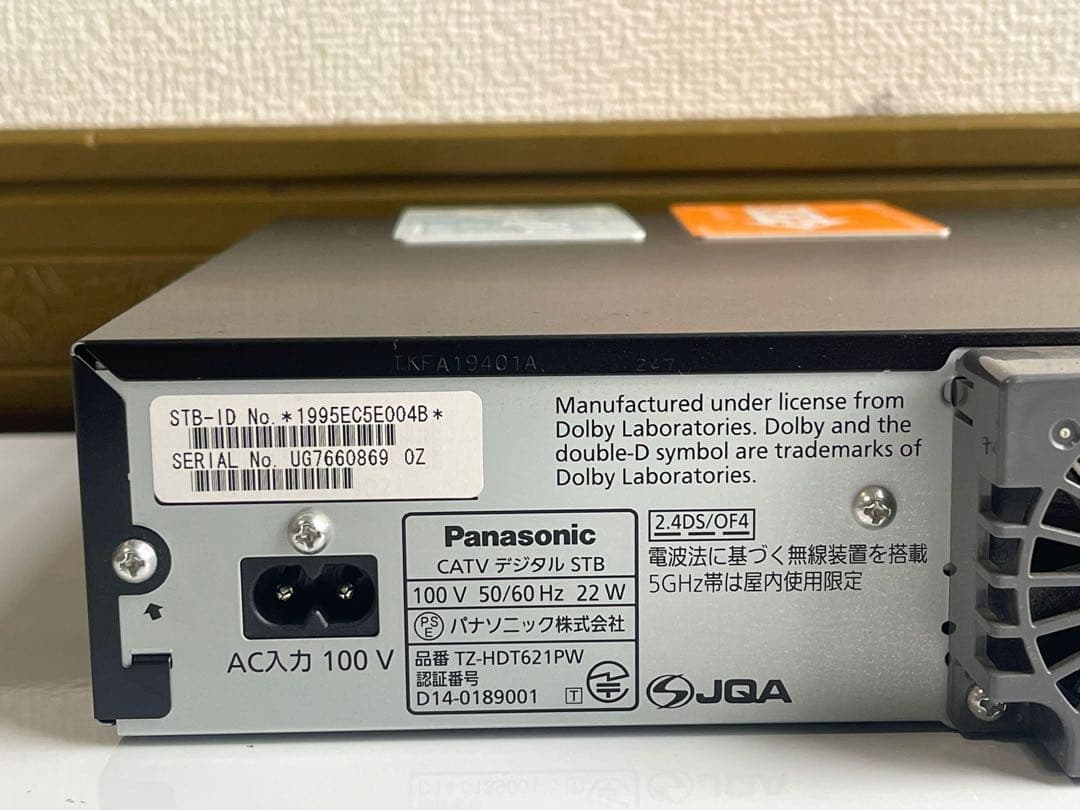 TKFA19401A
247
STB-ID No.*1995EC5E004B*
SERIAL No. UG7660869 0Z
Manufactured under license from
Dolby Laboratories. Dolby and the
double-D symbol are trademarks of
Dolby Laboratories.
2.4DS/OF4
電波法に基づく無線装置を搭載
5GHz帯は屋内使用限定
AC入力 100 V
Panasonic
CATV デジタル STB
100 V 50/60 Hz 22 W
PSE パナソニック株式会社
品番 TZ-HDT621PW
認証番号
D14-0189001 T
JQA